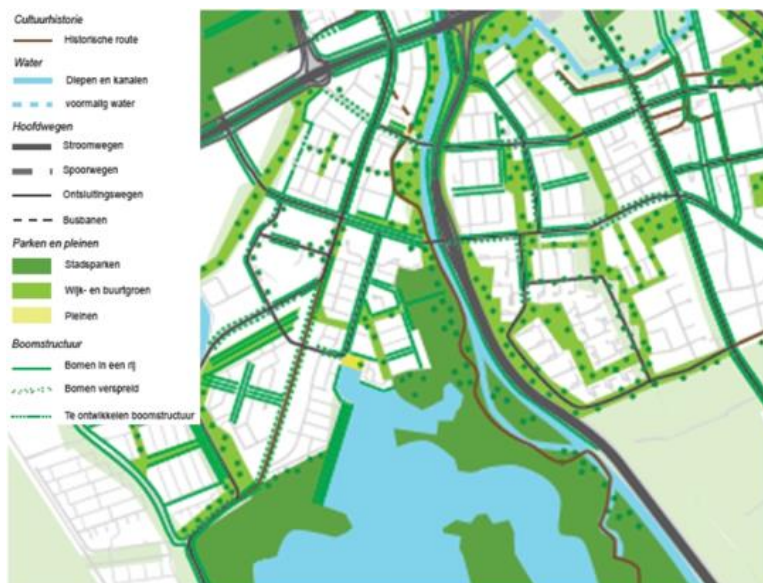 Cultuurhistorie
Historische route
Water
Diepen en kanalen
voormalig water
Hoofdwegen
Stroomwegen
Spoorwegen
Ontsluitingswegen
Busbanen
Parken en pleinen
Stadsparken
Wijk- en buurtgroen
Pleinen
Boomstructuur
Bomen in een rij
Bomen verspreid
Te ontwikkelen boomstructuur